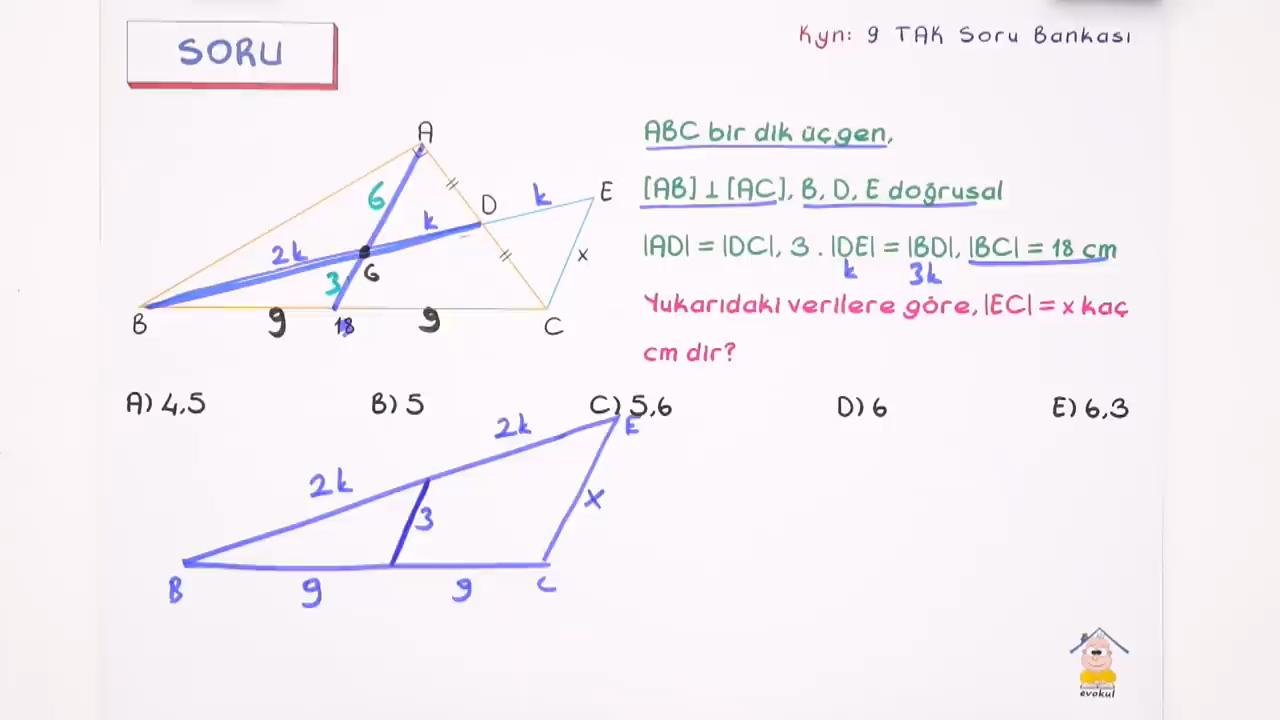 SORU
Kyn: 9 TAK Soru Bankası
A
ABC bir dik üçgen,
6
[AB] ⊥ [AC], B, D, E doğrusal
k
E
D
k
2k
x
|AD| = |DC|, 3 . |DE| = |BD|, |BC| = 18 cm
k
3k
G
3
Yukarıdaki verilere göre, |EC| = x kaç
B
9
18
9
C
cm dir?
A) 4,5
B) 5
C) 5,6
D) 6
E) 6,3
2k
E
2k
x
3
B
9
9
C
evokul